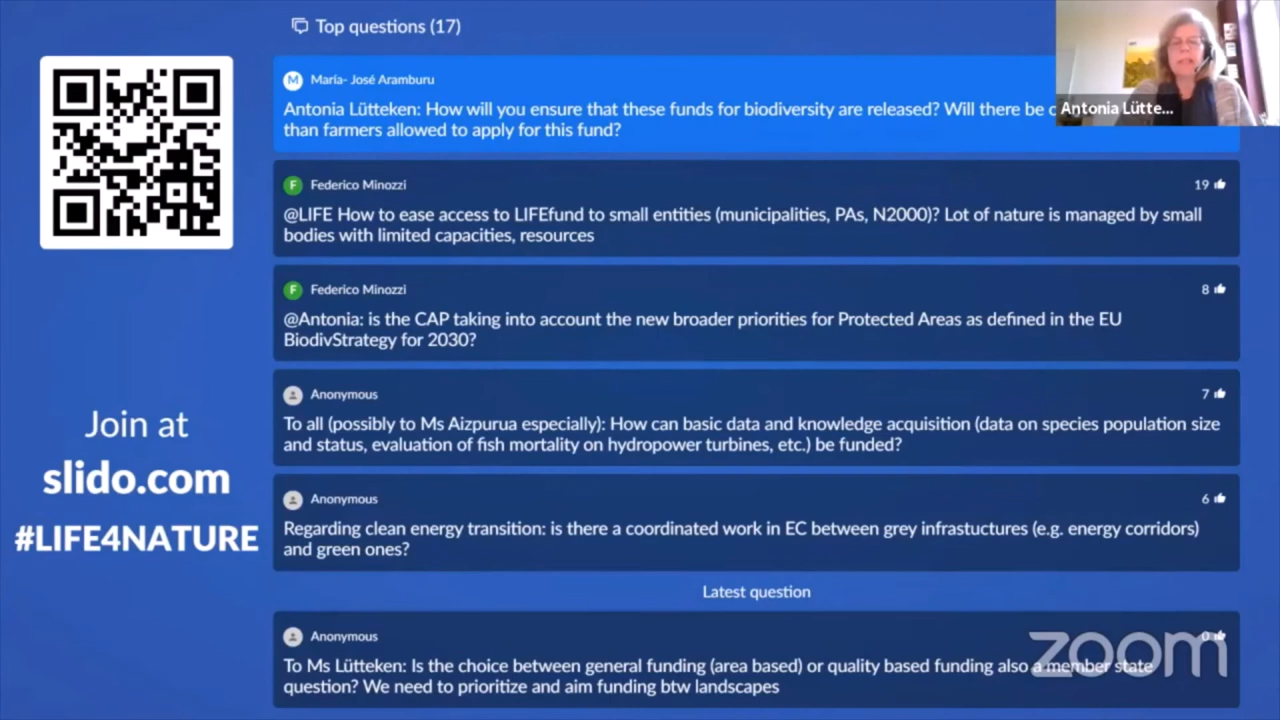 Top questions (17)
María- José Aramburu
Antonia Lütteken: How will you ensure that these funds for biodiversity are released? Will there be
than farmers allowed to apply for this fund?
Antonia Lütte...
Federico Minozzi
19
@LIFE How to ease access to LIFEfund to small entities (municipalities, PAs, N2000)? Lot of nature is managed by small
bodies with limited capacities, resources
Federico Minozzi
8
@Antonia: is the CAP taking into account the new broader priorities for Protected Areas as defined in the EU
BiodivStrategy for 2030?
Anonymous
7
To all (possibly to Ms Aizpurua especially): How can basic data and knowledge acquisition (data on species population size
and status, evaluation of fish mortality on hydropower turbines, etc.) be funded?
Anonymous
6
Regarding clean energy transition: is there a coordinated work in EC between grey infrastuctures (e.g. energy corridors)
and green ones?
Latest question
Anonymous
0
To Ms Lütteken: Is the choice between general funding (area based) or quality based funding also a member state
question? We need to prioritize and aim funding btw landscapes
Join at
slido.com
#LIFE4NATURE
M
F
F
zoom